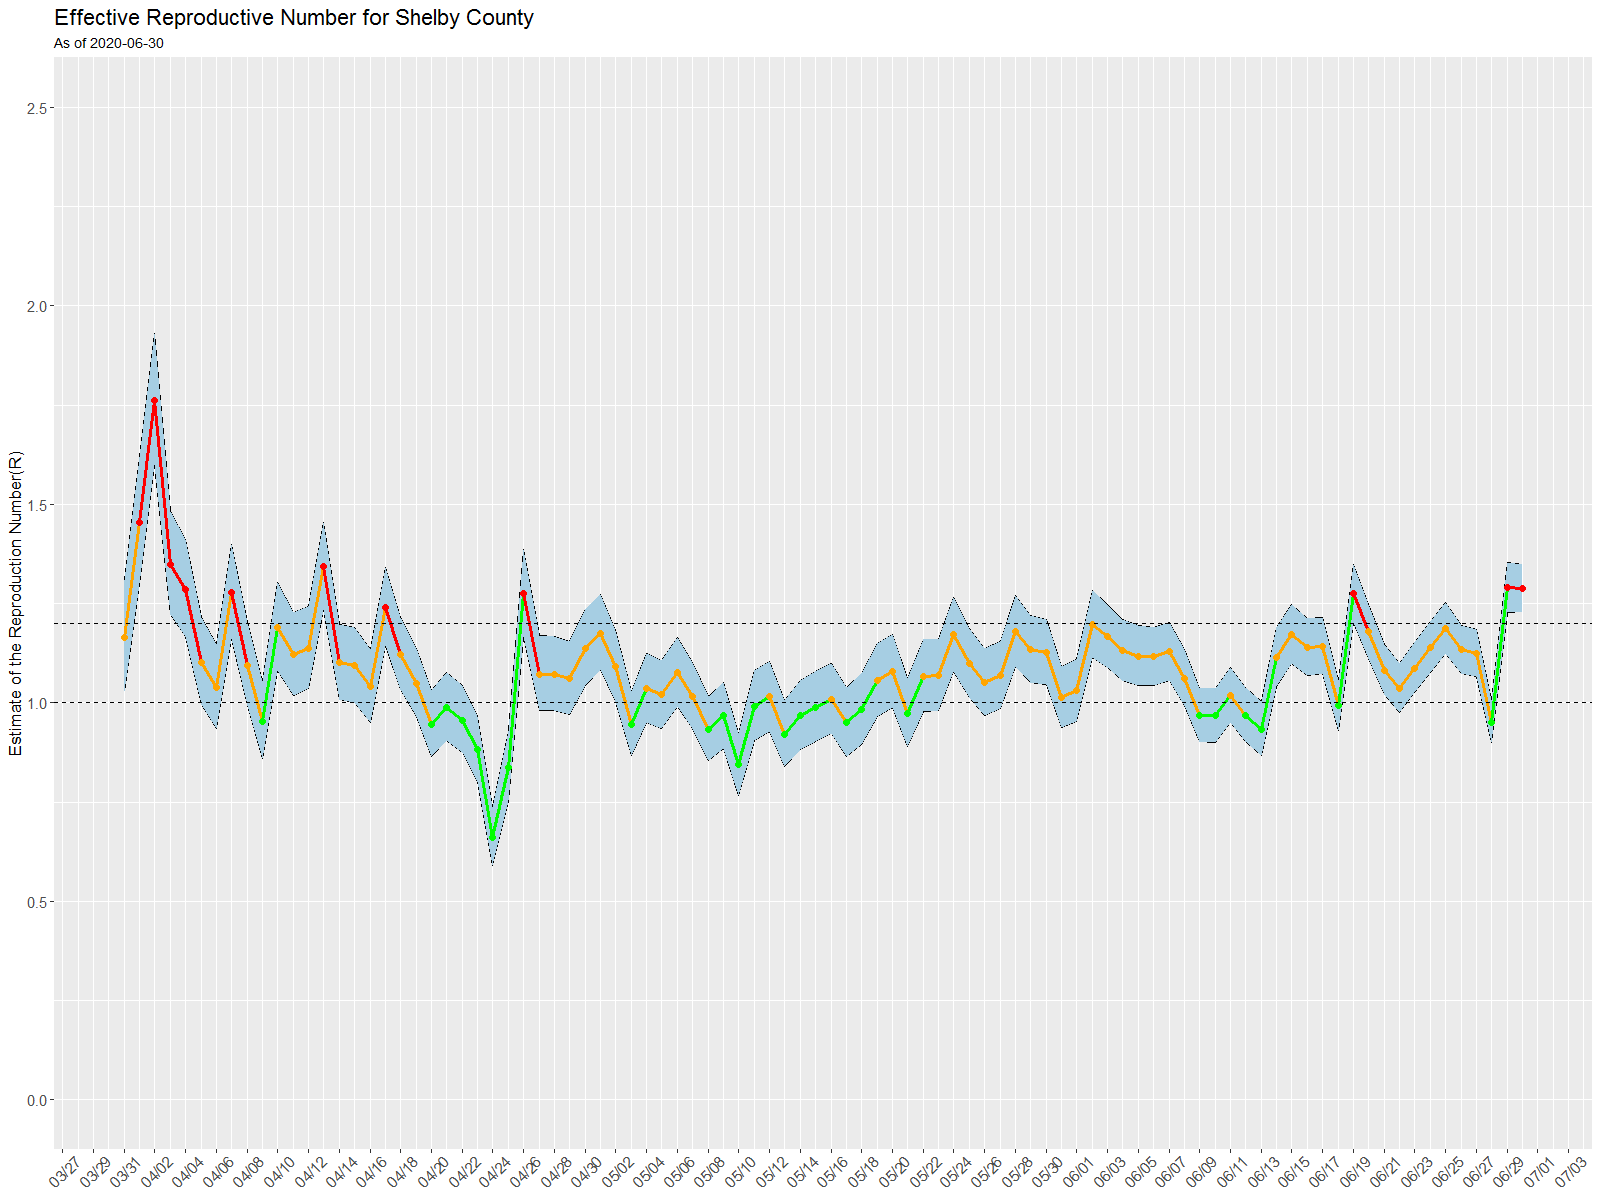 Effective Reproductive Number for Shelby County
As of 2020-06-30
Estimate of the Reproduction Number(R)
2.5
2.0
1.5
1.0
0.5
0.0
03/27 03/29 03/31 04/02 04/04 04/06 04/08 04/10 04/12 04/14 04/16 04/18 04/20 04/22 04/24 04/26 04/28 04/30 05/02 05/04 05/06 05/08 05/10 05/12 05/14 05/16 05/18 05/20 05/22 05/24 05/26 05/28 05/30 06/01 06/03 06/05 06/07 06/09 06/11 06/13 06/15 06/17 06/19 06/21 06/23 06/25 06/27 06/29 07/01 07/03